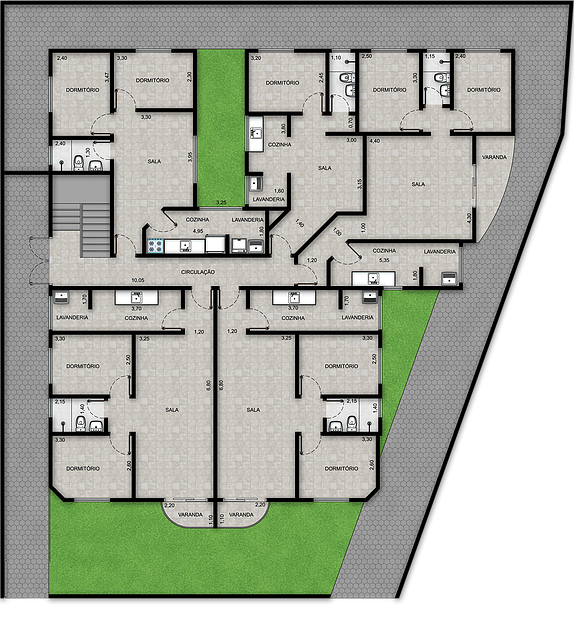 2,40
3,30
3,20
1,10
2,50
1,15
2,40
3,47
DORMITÓRIO
2,30
DORMITÓRIO
2,45
DORMITÓRIO
3,30
DORMITÓRIO
DORMITÓRIO
3,30
3,80
0,70
2,40
1,30
SALA
3,95
COZINHA
3,00
SALA
4,40
VARANDA
3,15
SALA
1,60
LAVANDERIA
3,25
COZINHA
LAVANDERIA
4,95
1,80
1,40
1,00
1,00
4,30
COZINHA
LAVANDERIA
5,35
1,80
1,20
CIRCULAÇÃO
10,05
1,70
3,70
LAVANDERIA
COZINHA
1,20
1,20
3,70
COZINHA
1,70
LAVANDERIA
3,30
3,25
3,25
3,30
DORMITÓRIO
2,50
2,50
DORMITÓRIO
6,80
6,80
2,15
1,40
SALA
SALA
2,15
1,40
3,30
3,30
DORMITÓRIO
2,60
DORMITÓRIO
2,60
2,20
2,20
VARANDA
1,10
1,10
VARANDA